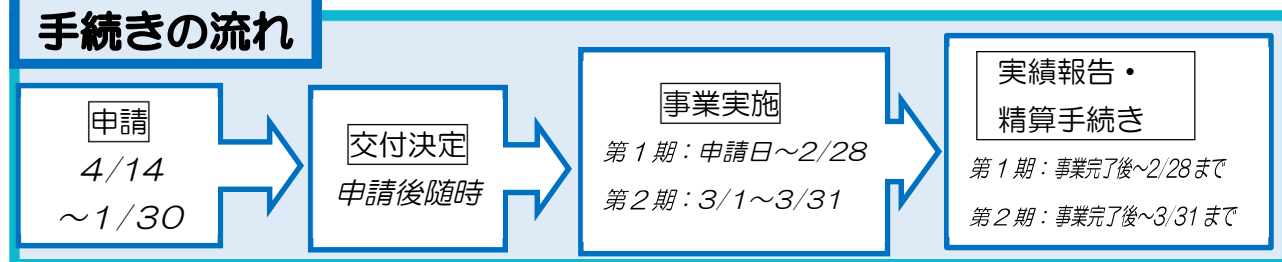 手続きの流れ
申請
4/14
～1/30
交付決定
申請後随時
事業実施
第1期：申請日～2/28
第2期：3/1～3/31
実績報告・
精算手続き
第1期：事業完了後～2/28まで
第2期：事業完了後～3/31まで